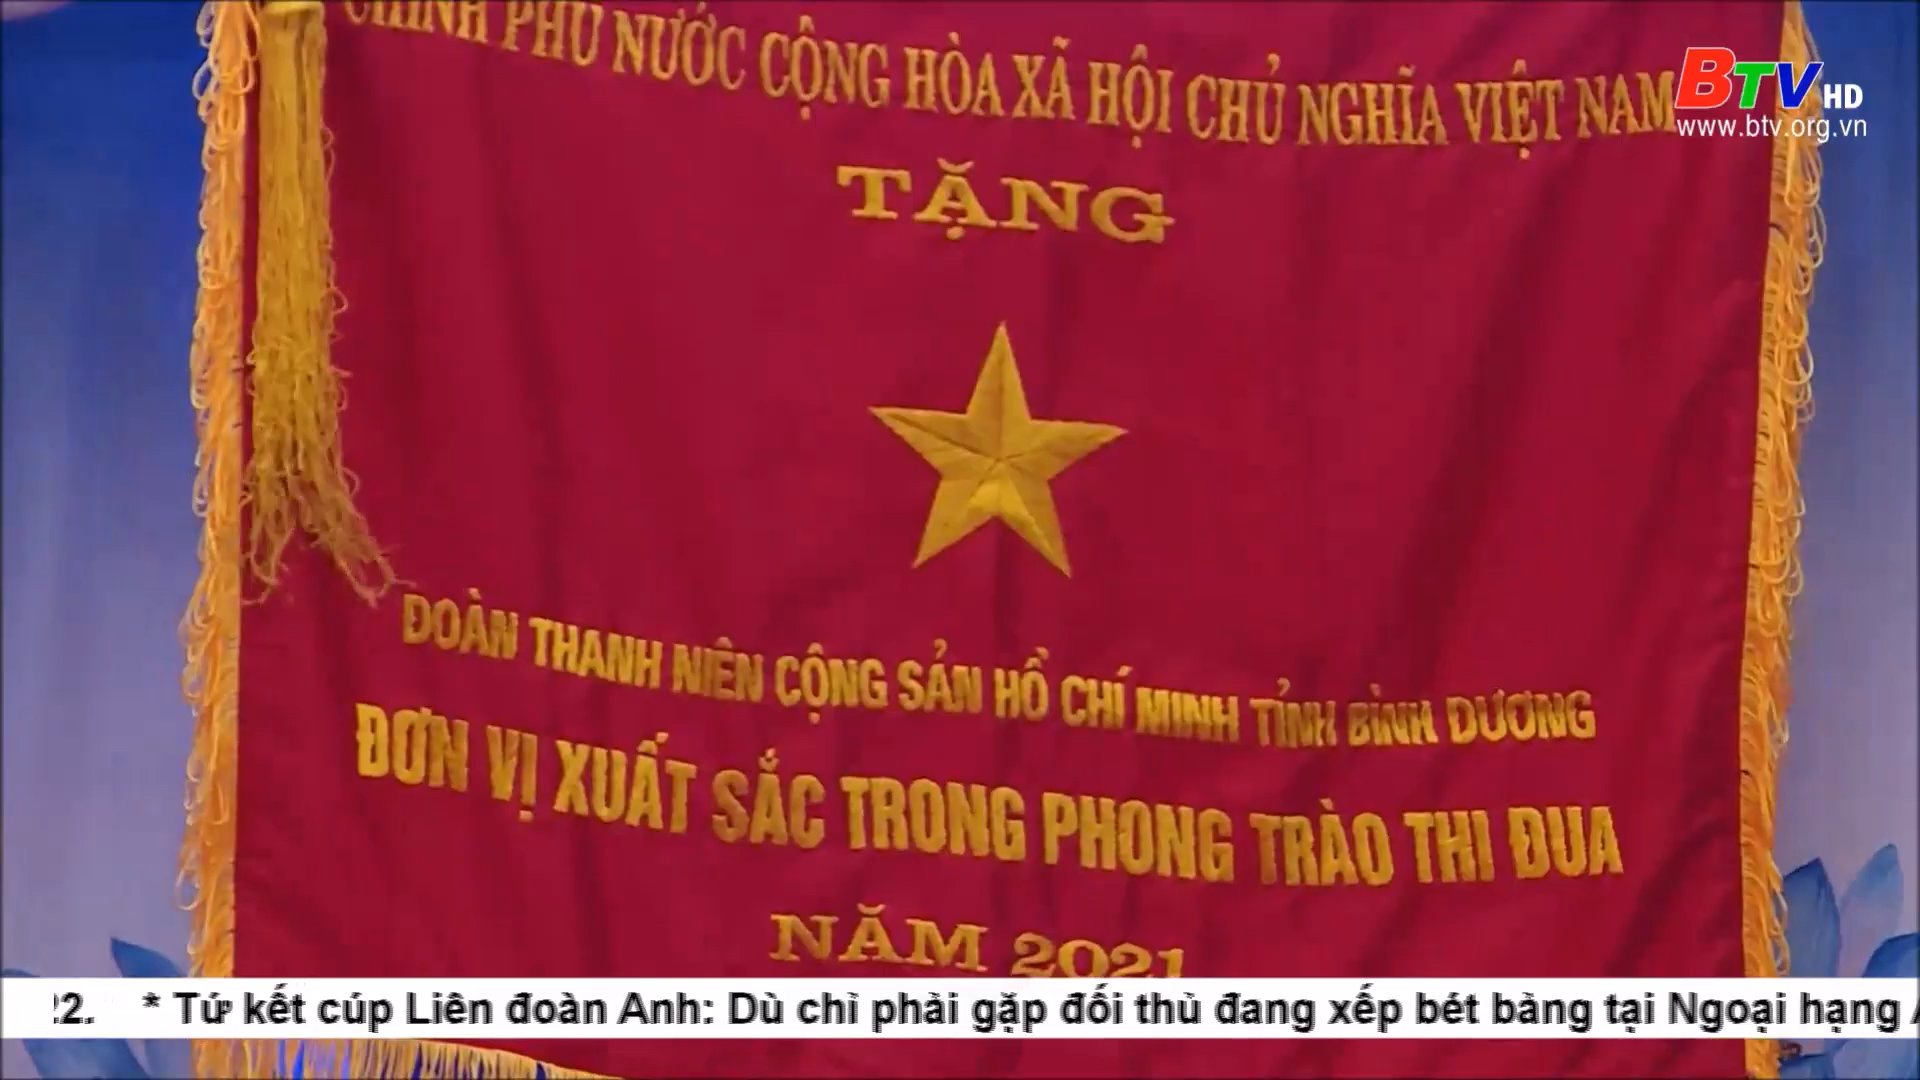 CHÍNH PHỦ NƯỚC CỘNG HÒA XÃ HỘI CHỦ NGHĨA VIỆT NAM
BTV HD
www.btv.org.vn
TẶNG
ĐOÀN THANH NIÊN CỘNG SẢN HỒ CHÍ MINH TỈNH BÌNH DƯƠNG
ĐƠN VỊ XUẤT SẮC TRONG PHONG TRÀO THI ĐUA
NĂM 2021
22. * Tứ kết cúp Liên đoàn Anh: Dù chỉ phải gặp đối thủ đang xếp bét bảng tại Ngoại hạng